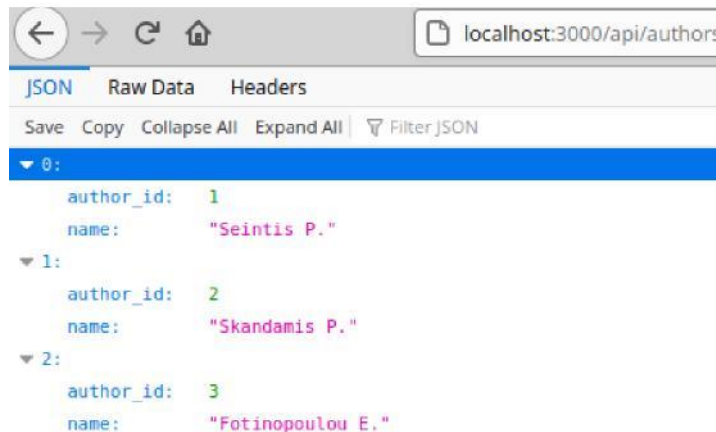 localhost:3000/api/authors
JSON Raw Data Headers
Save Copy Collapse All Expand All Filter JSON
0:
author_id: 1
name: "Seintis P."
1:
author_id: 2
name: "Skandamis P."
2:
author_id: 3
name: "Fotinopoulou E."